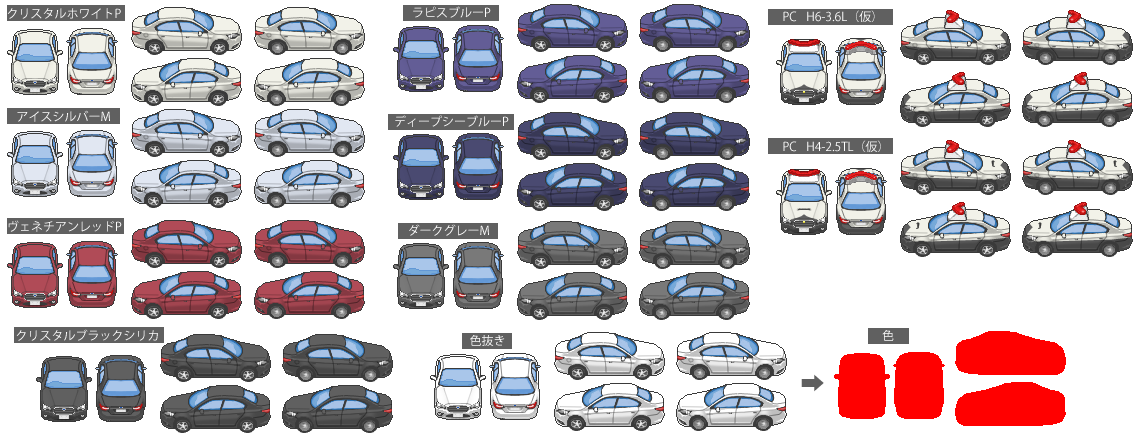 クリスタルホワイトP
ラピスブルーP
PC H6-3.6L（仮）
アイスシルバーM
ディープシーブルーP
PC H4-2.5TL（仮）
ヴェネチアンレッドP
ダークグレーM
クリスタルブラックシリカ
色抜き
色